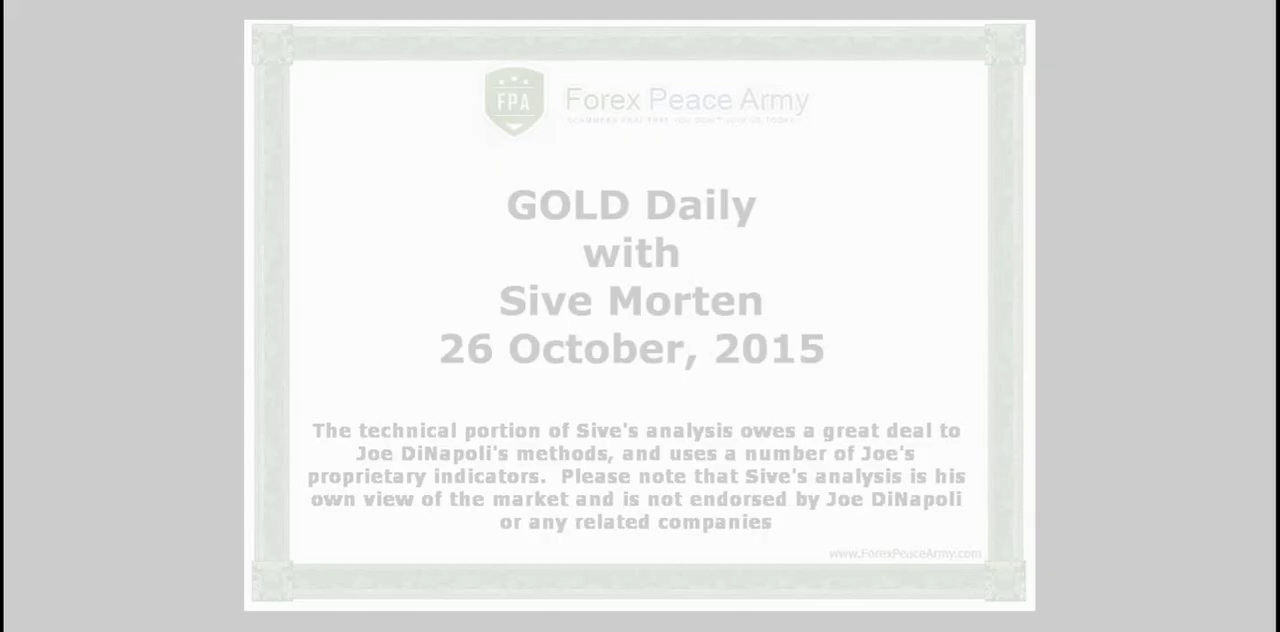 FPA
Forex Peace Army
GOLD Daily
with
Sive Morten
26 October, 2015
The technical portion of Sive's analysis owes a great deal to
Joe DiNapoli's methods, and uses a number of Joe's
proprietary indicators.  Please note that Sive's analysis is his
own view of the market and is not endorsed by Joe DiNapoli
or any related companies
www.ForexPeaceArmy.com